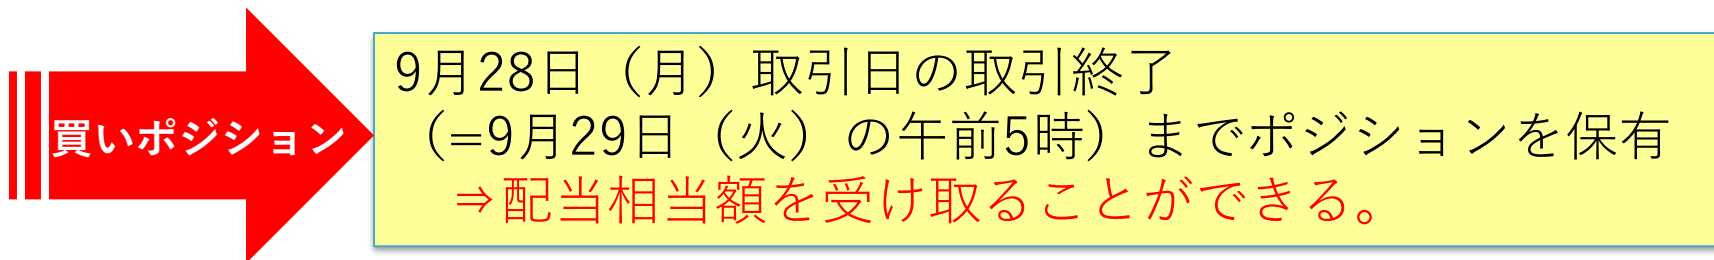 買いポジション
9月28日（月）取引日の取引終了
（=9月29日（火）の午前5時）までポジションを保有
⇒配当相当額を受け取ることができる。